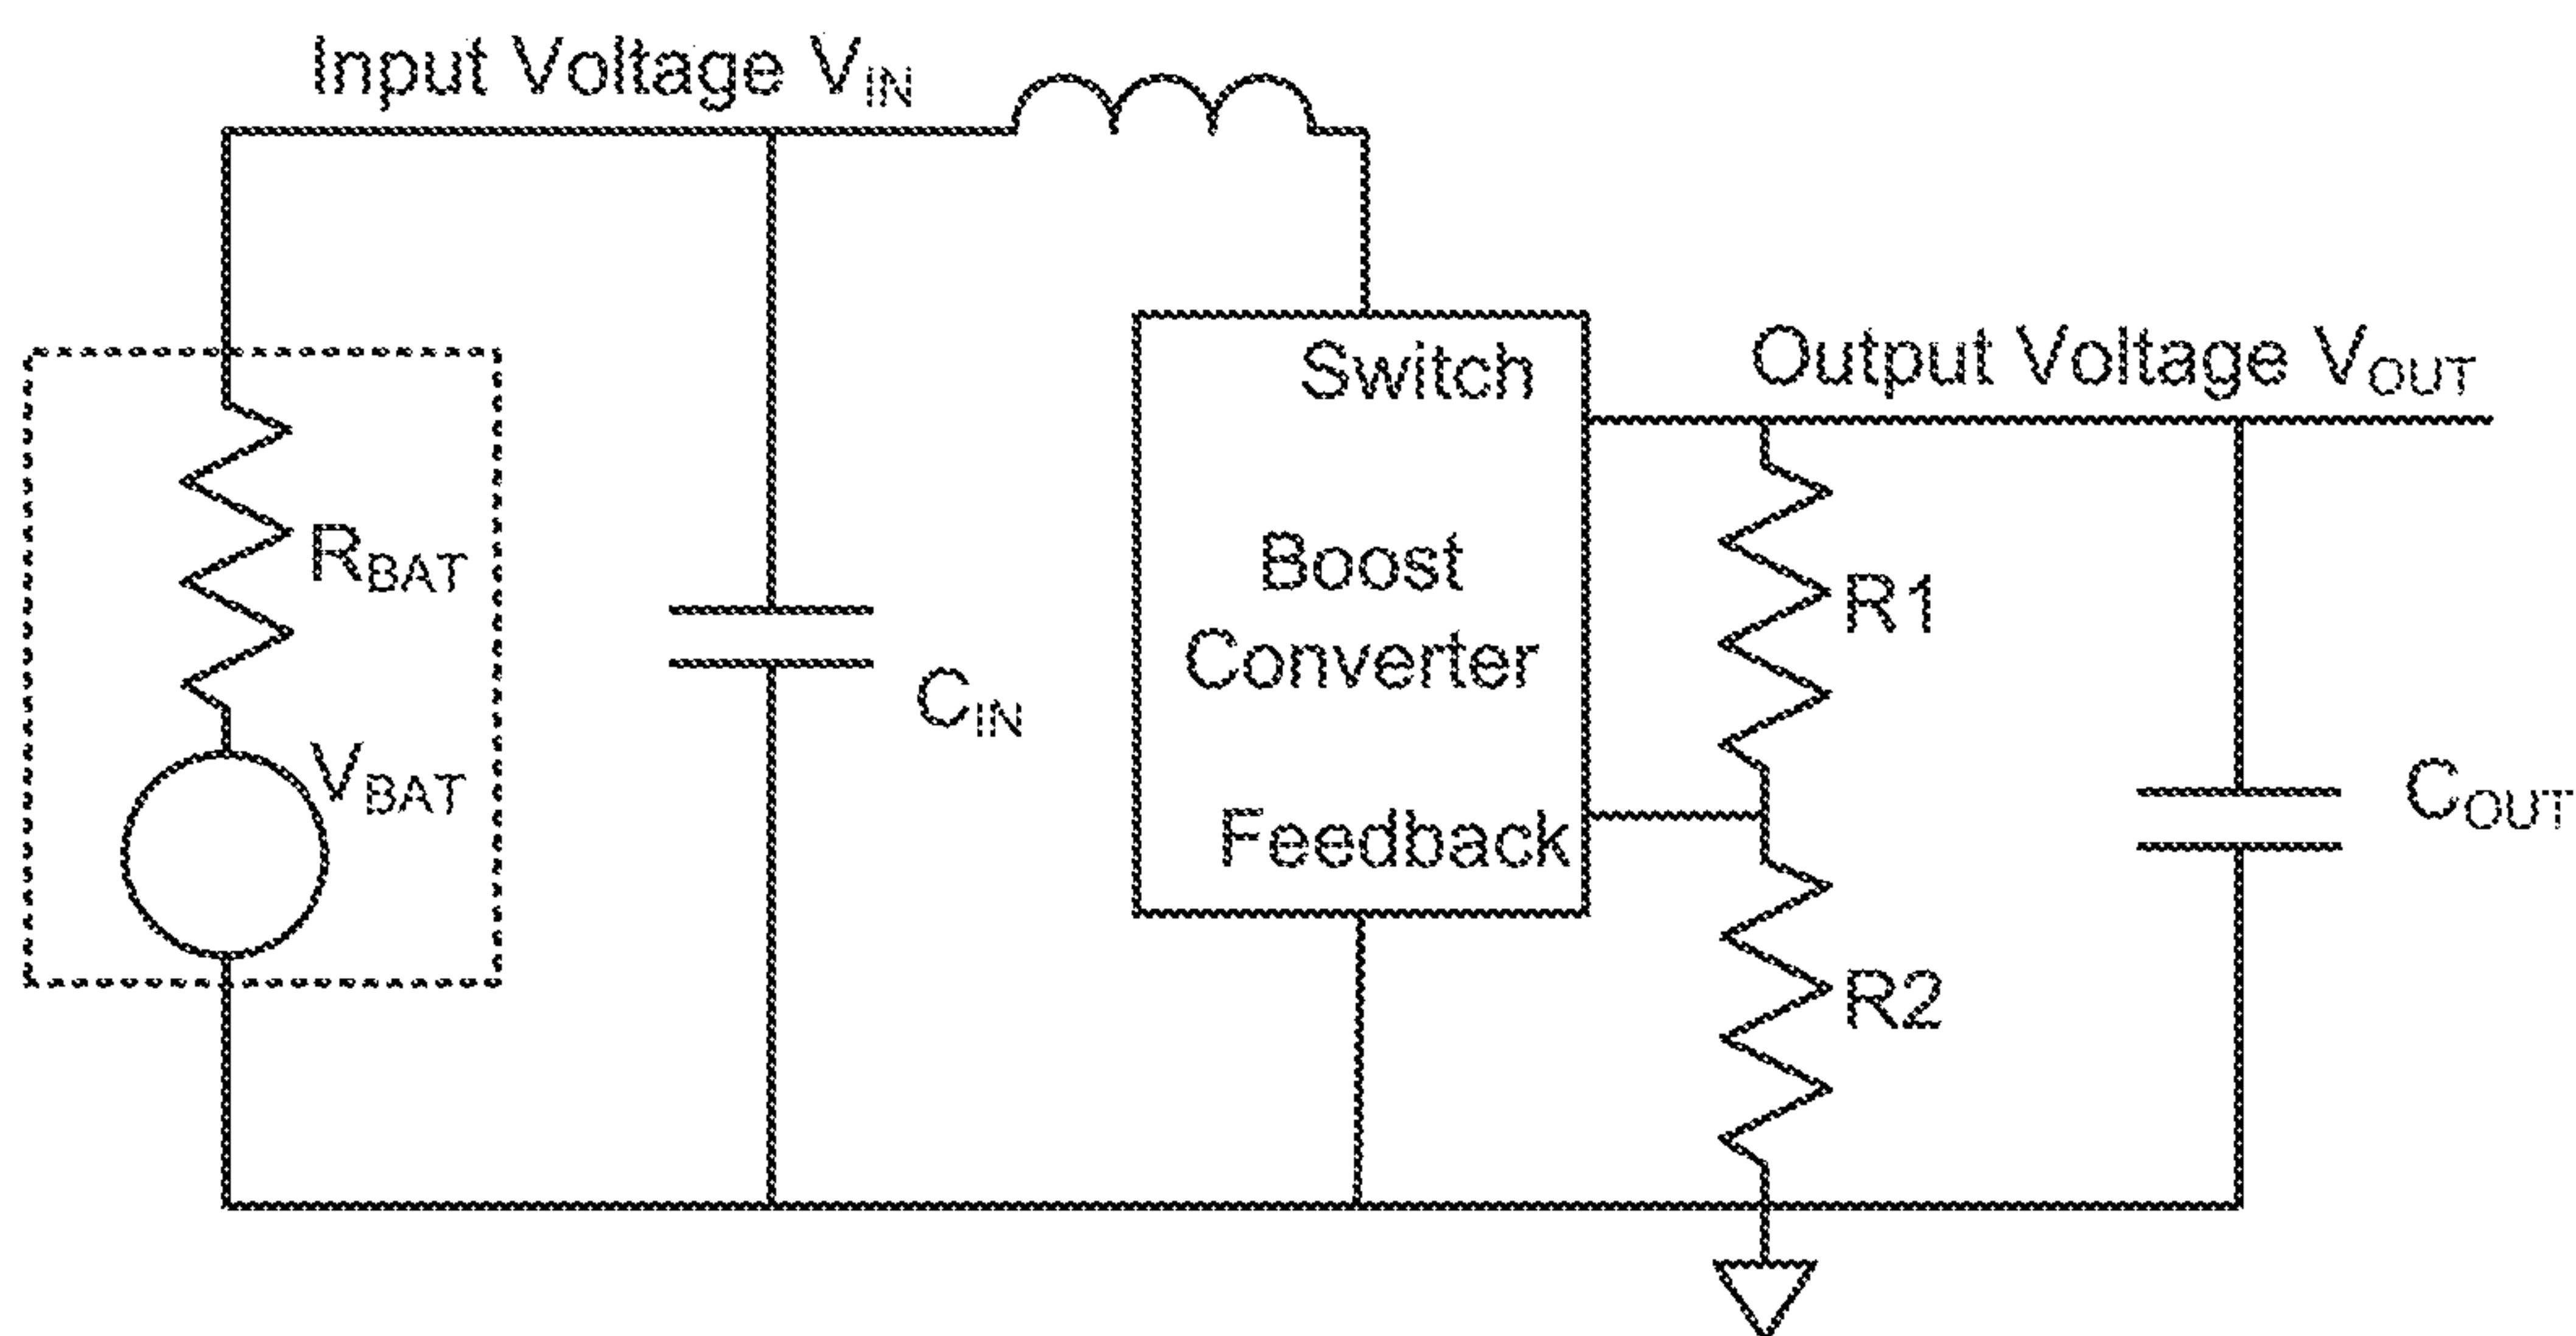 Input Voltage VIN
Switch
Output Voltage VOUT
RBAT
Boost
Converter
R1
CIN
VBAT
Feedback
COUT
R2